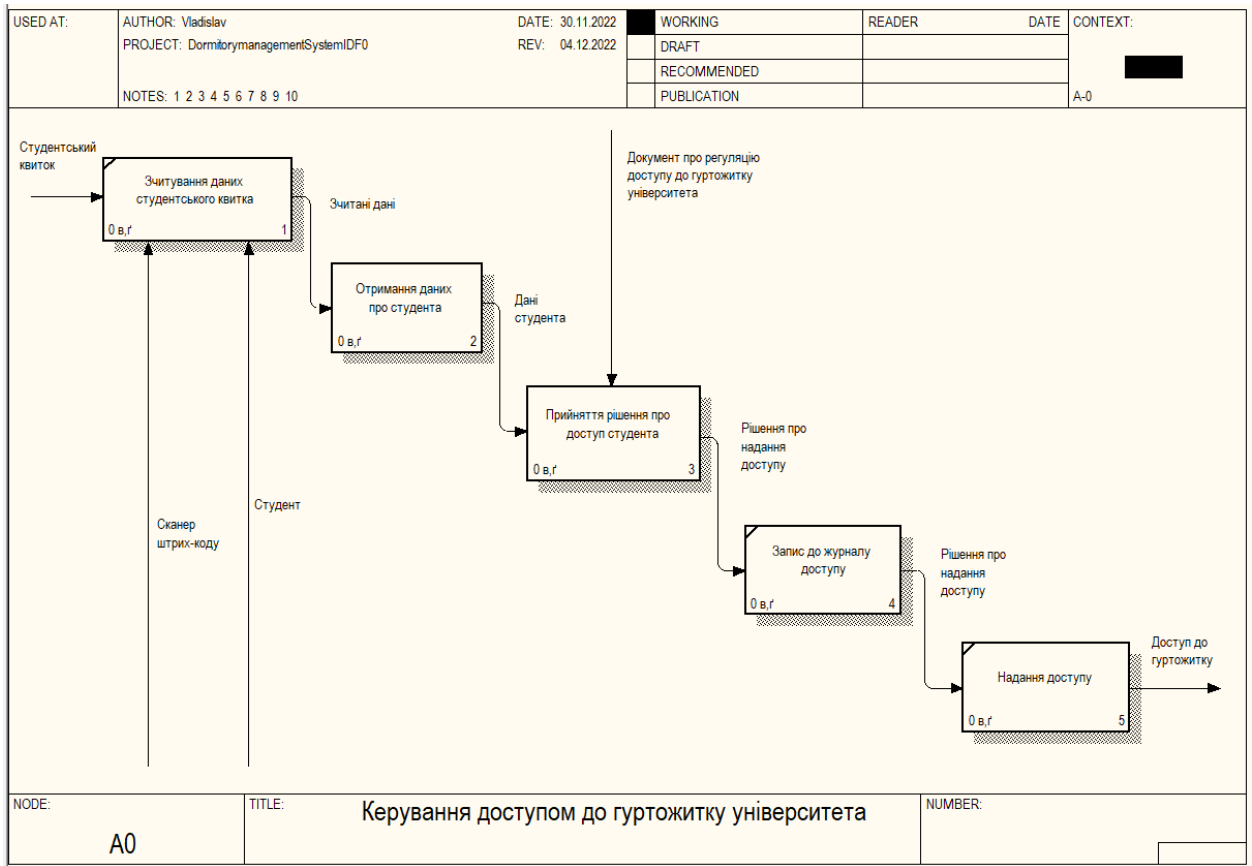 USED AT:
AUTHOR: Vladislav
DATE: 30.11.2022
PROJECT: DormitorymanagementSystemIDF0
REV: 04.12.2022
NOTES: 1 2 3 4 5 6 7 8 9 10
WORKING
DRAFT
RECOMMENDED
PUBLICATION
READER
DATE
CONTEXT:
A-0
Студентський
квиток
Зчитування даних
студентського квитка
0 в,ґ
1
Зчитані дані
Документ про регуляцію
доступу до гуртожитку
університета
Отримання даних
про студента
0 в,ґ
2
Дані
студента
Прийняття рішення про
доступ студента
0 в,ґ
3
Рішення про
надання
доступу
Студент
Сканер
штрих-коду
Запис до журналу
доступу
0 в,ґ
4
Рішення про
надання
доступу
Надання доступу
0 в,ґ
5
Доступ до
гуртожитку
NODE:
A0
TITLE:
Керування доступом до гуртожитку університета
NUMBER: